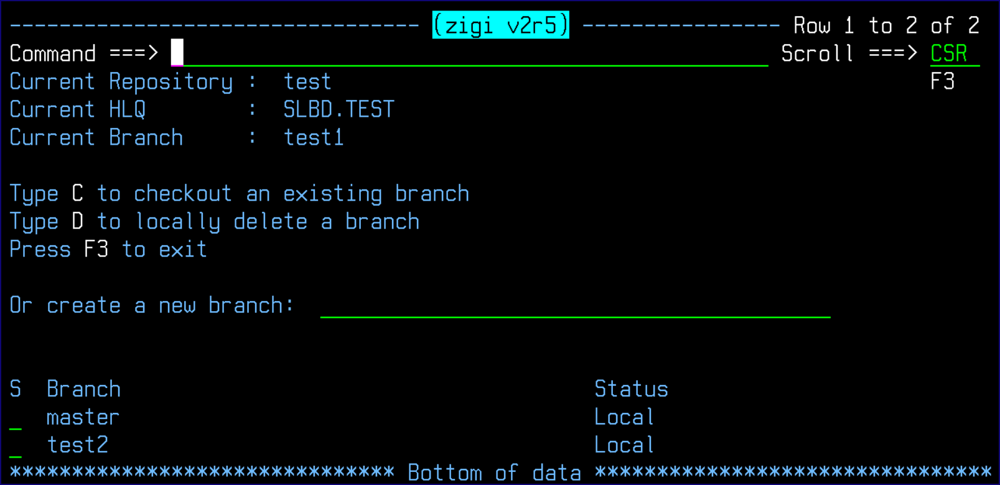 --------------------------------- (zigi v2r5) ---------------- Row 1 to 2 of 2
Command ===> Scroll ===> CSR
Current Repository : test F3
Current HLQ : SLBD.TEST
Current Branch : test1
Type C to checkout an existing branch
Type D to locally delete a branch
Press F3 to exit
Or create a new branch:
S Branch Status
_ master Local
_ test2 Local
******************************* Bottom of data ********************************